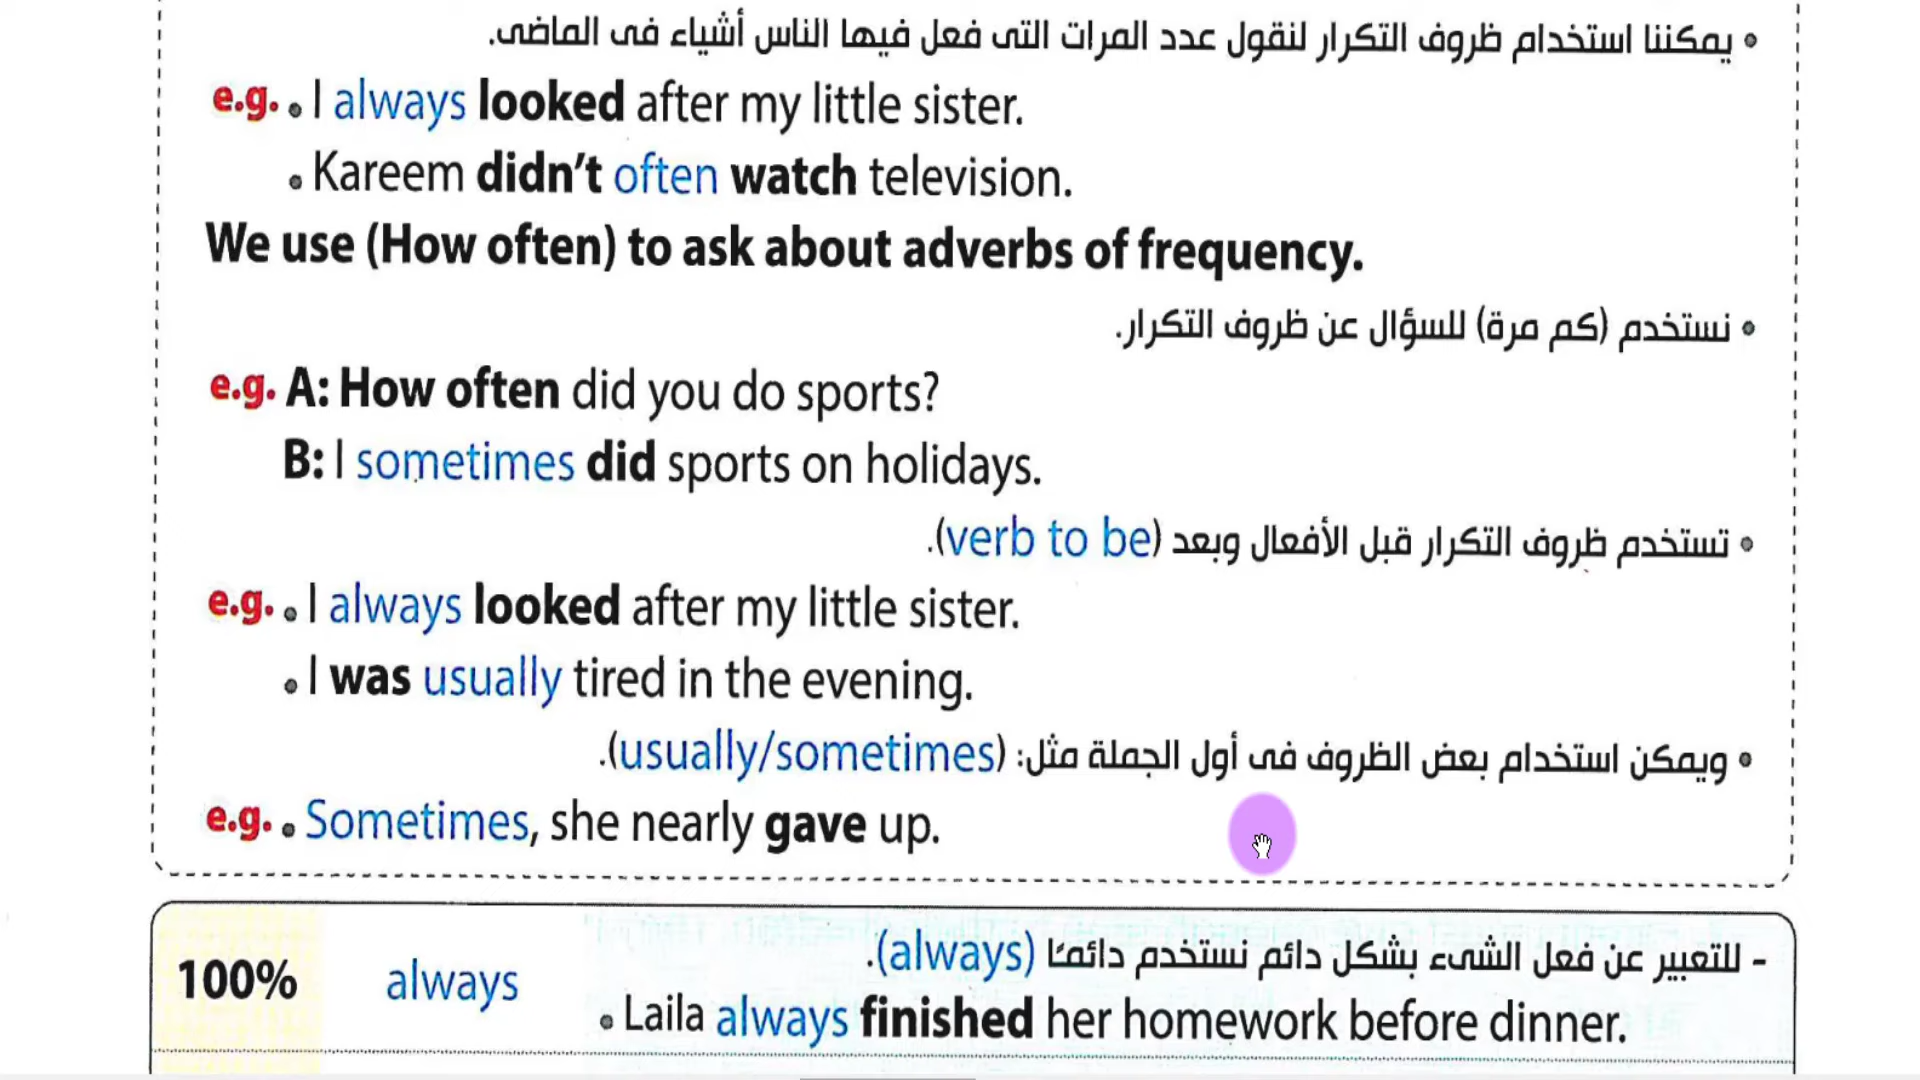 • يمكننا استخدام ظروف التكرار لنقول عدد المرات التى فعل فيها الناس أشياء فى الماضى.
e.g. • I always looked after my little sister.
• Kareem didn't often watch television.
We use (How often) to ask about adverbs of frequency.
• نستخدم (كم مرة) للسؤال عن ظروف التكرار.
e.g. A: How often did you do sports?
B: I sometimes did sports on holidays.
• تستخدم ظروف التكرار قبل الأفعال وبعد (verb to be).
e.g. • I always looked after my little sister.
• I was usually tired in the evening.
• ويمكن استخدام بعض الظروف فى أول الجملة مثل: (usually/sometimes).
e.g. • Sometimes, she nearly gave up.
100% always
- للتعبير عن فعل الشىء بشكل دائم نستخدم دائمًا (always).
• Laila always finished her homework before dinner.